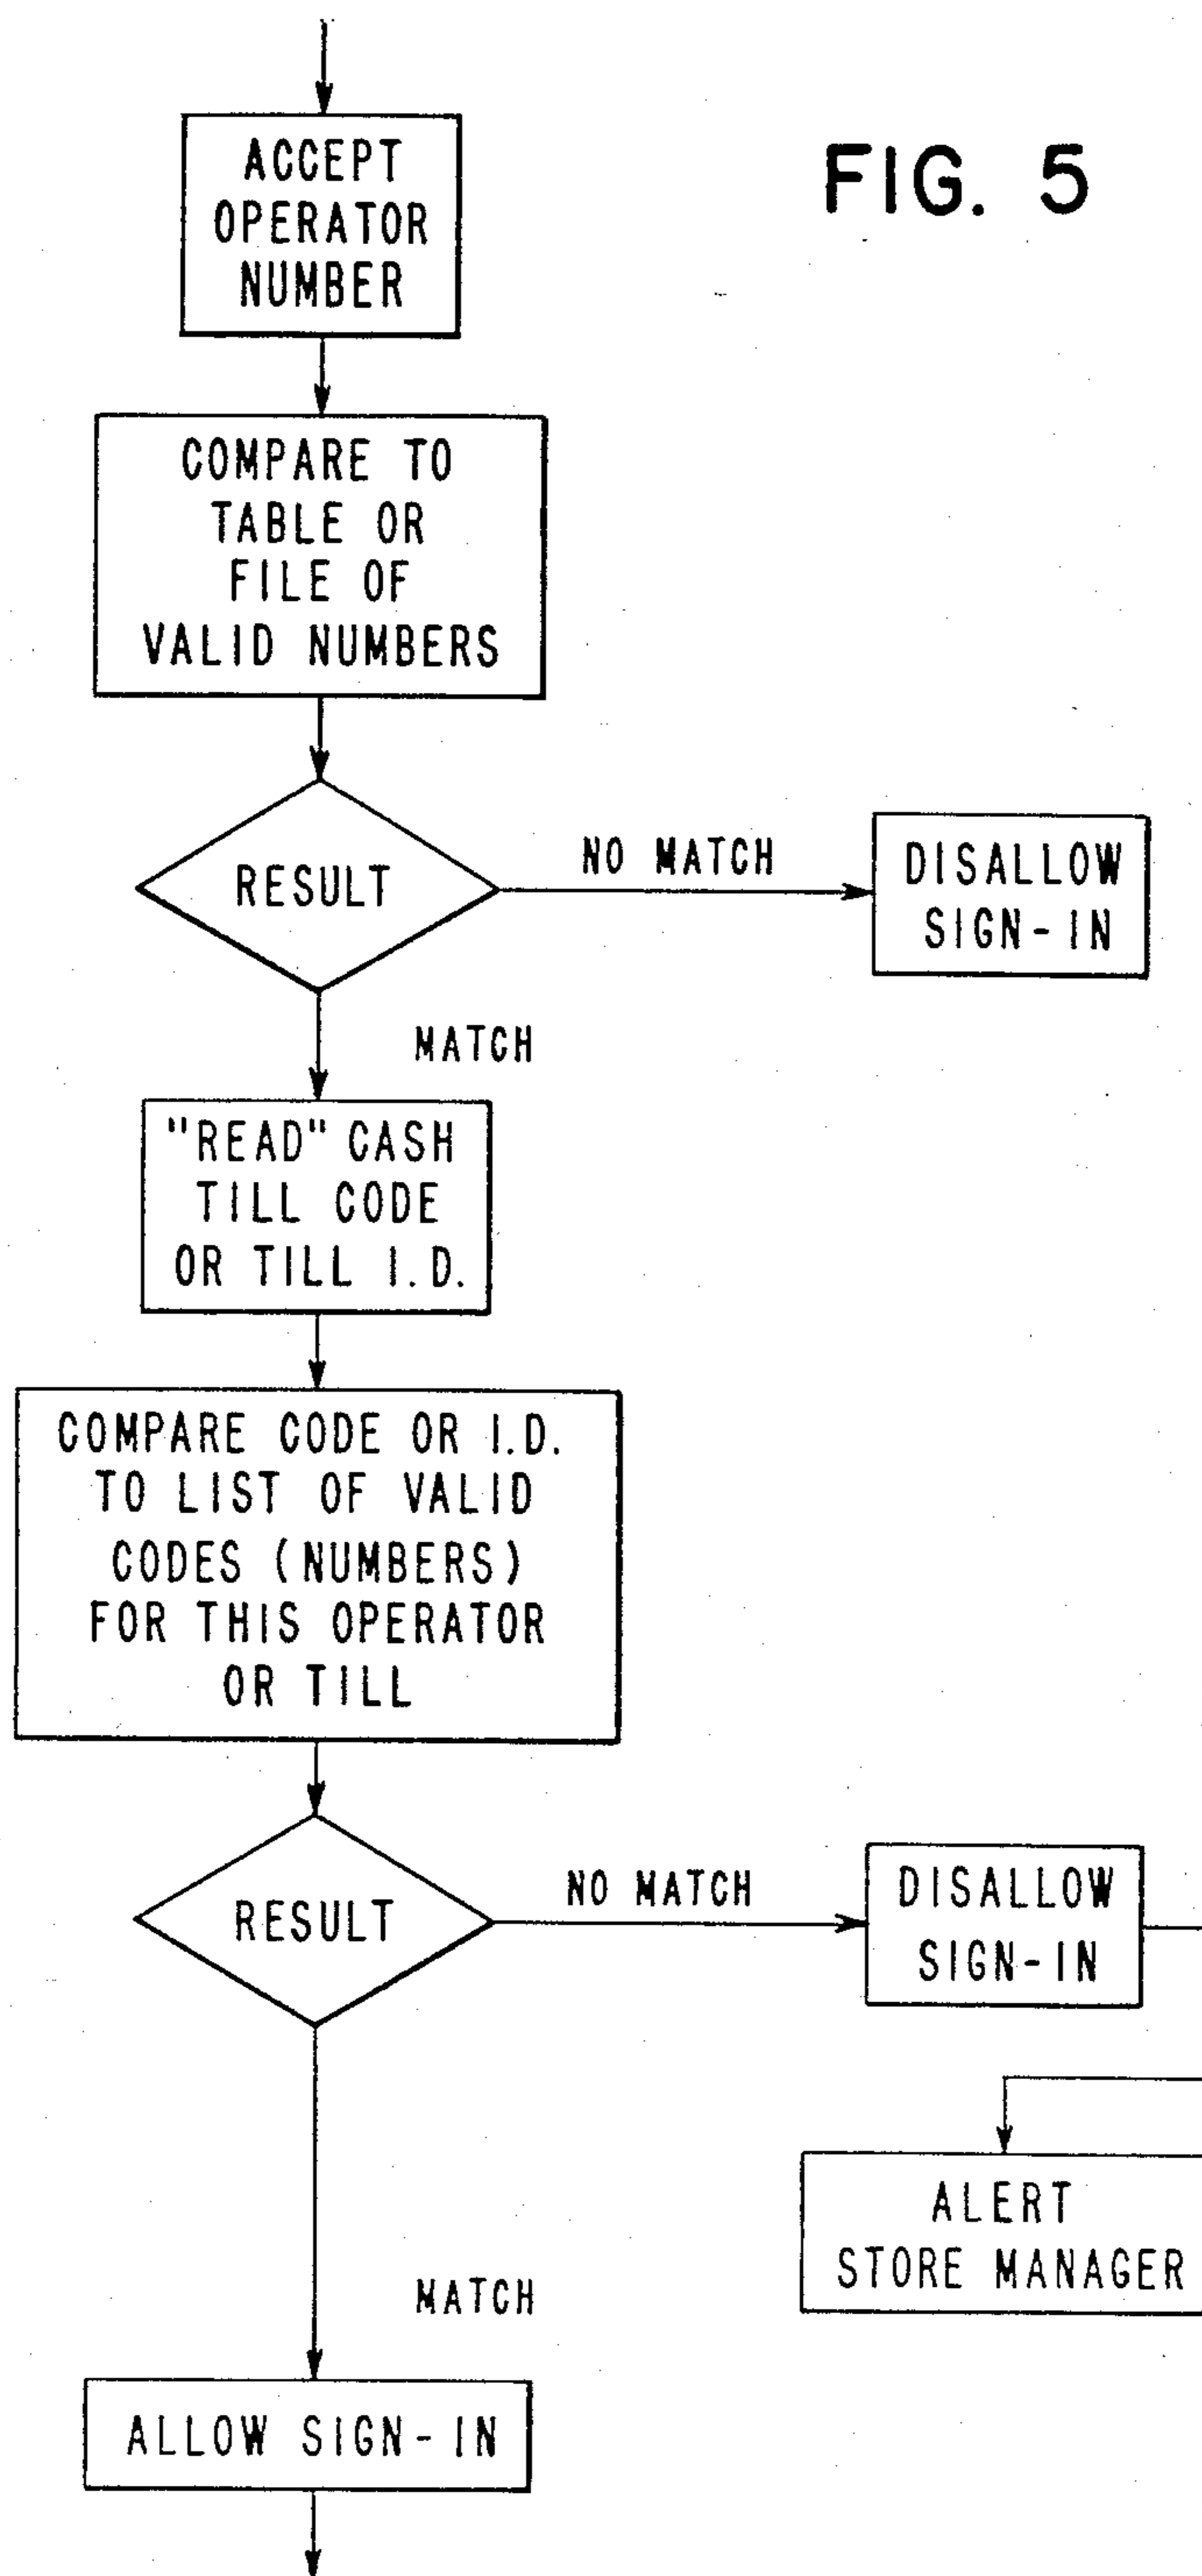 FIG. 5
ACCEPT
OPERATOR
NUMBER
COMPARE TO
TABLE OR
FILE OF
VALID NUMBERS
RESULT
NO MATCH
DISALLOW
SIGN-IN
MATCH
"READ" CASH
TILL CODE
OR TILL I.D.
COMPARE CODE OR I.D.
TO LIST OF VALID
CODES (NUMBERS)
FOR THIS OPERATOR
OR TILL
RESULT
NO MATCH
DISALLOW
SIGN-IN
ALERT
STORE MANAGER
MATCH
ALLOW SIGN-IN